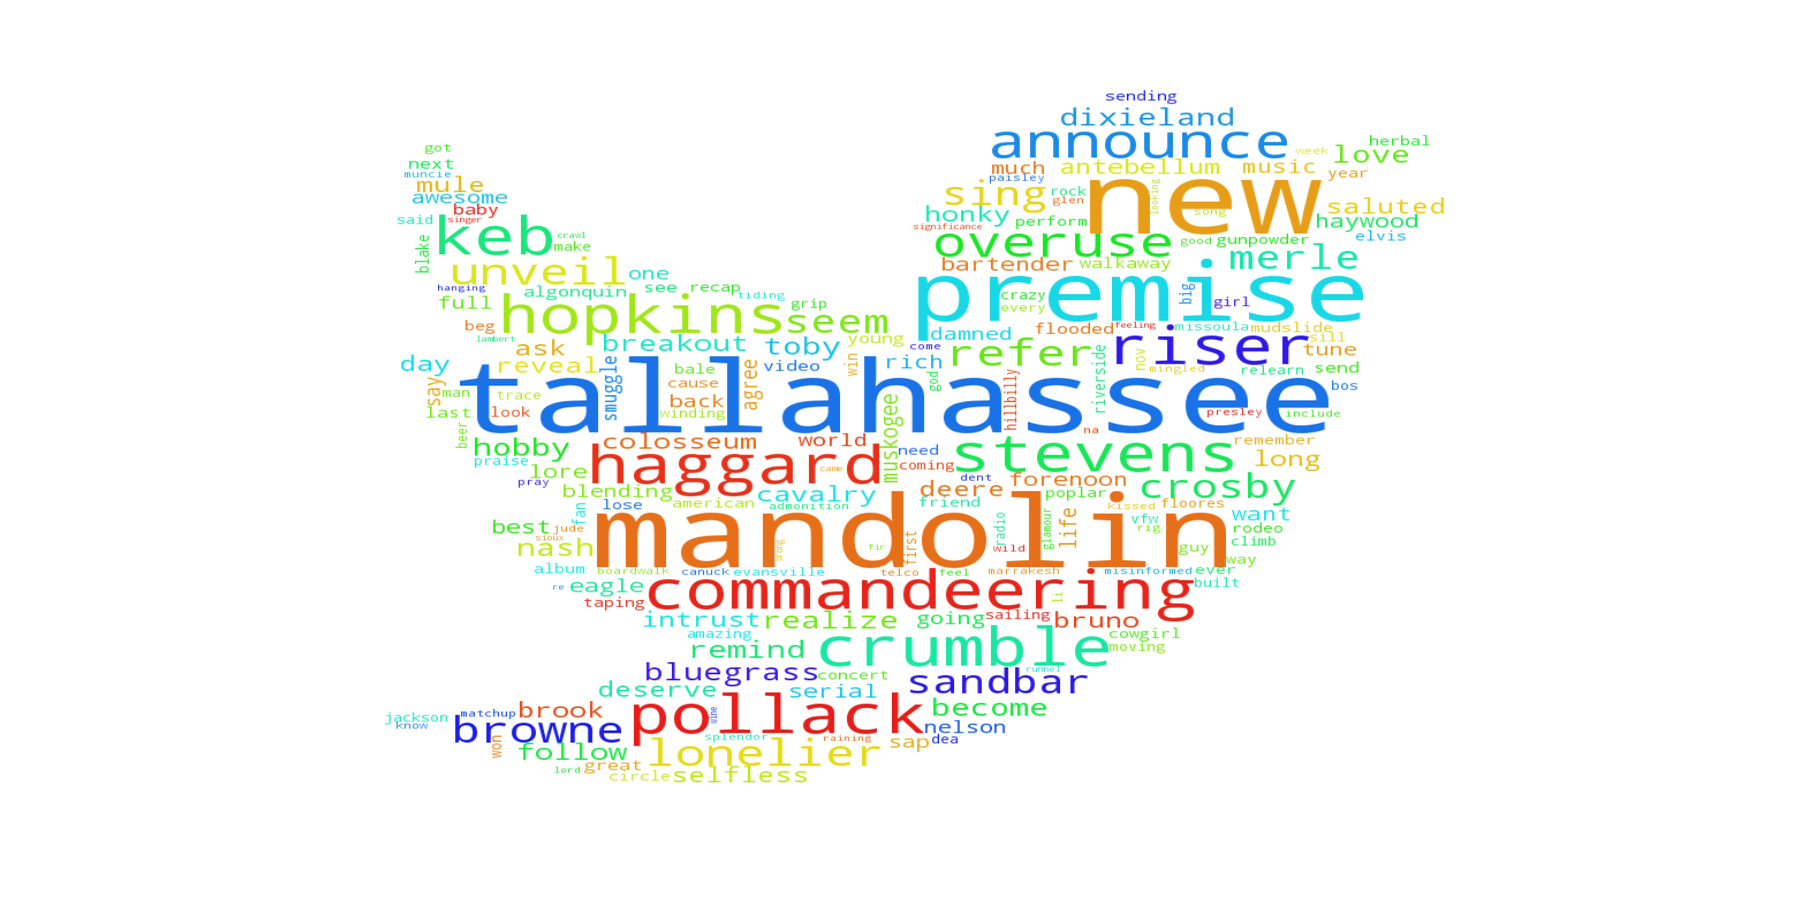 sending
dixieland
announce
herbal
got
love
week
next
antebellum
music
much
muncie
year
paisley
mule
new
sing
rock
looking
awesome
glen
saluted
baby
song
honky
said
singer
perform
haywood
significance
keb
crawl
overuse
good
gunpowder
elvis
make
blake
merle
bartender
walkaway
unveil
one
premise
hanging
algonquin
see
recap
tiding
crazy
big
girl
full
hopkins
grip
every
seem
beg
damned
flooded
feeling
missoula
mudslide
lambert
breakout
toby
young
come
refer
riser
sill
ask
tune
nov
day
reveal
smuggle
bale
video
win
rich
god
riverside
mingled
relearn
send
tallahassee
say
man
trace
cause
agree
hillbilly
bos
back
last
look
winding
muskogee
presley
include
beer
hobby
colosseum
world
na
stevens
remember
praise
lore
haggard
came
need
coming
long
pray
blending
cavalry
deere
dent
forenoon
crosby
lose
american
admonition
friend
poplar
kissed
floores
want
fan
mandolin
radio
glamour
life
vfw
rig
rodeo
best
jude
sioux
nash
first
wild
guy
climb
fir
way
album
boardwalk
canuck
evansville
telco
feel
marrakesh
misinformed
ever
re
eagle
commandeering
li
built
taping
intrust
realize
going
sailing
bruno
amazing
crumble
cowgirl
remind
moving
bluegrass
concert
runnel
sandbar
deserve
serial
jackson
know
matchup
brook
pollack
wine
become
browne
nelson
won
follow
splendor
raining
sap
dea
lonelier
lord
great
circle
selfless